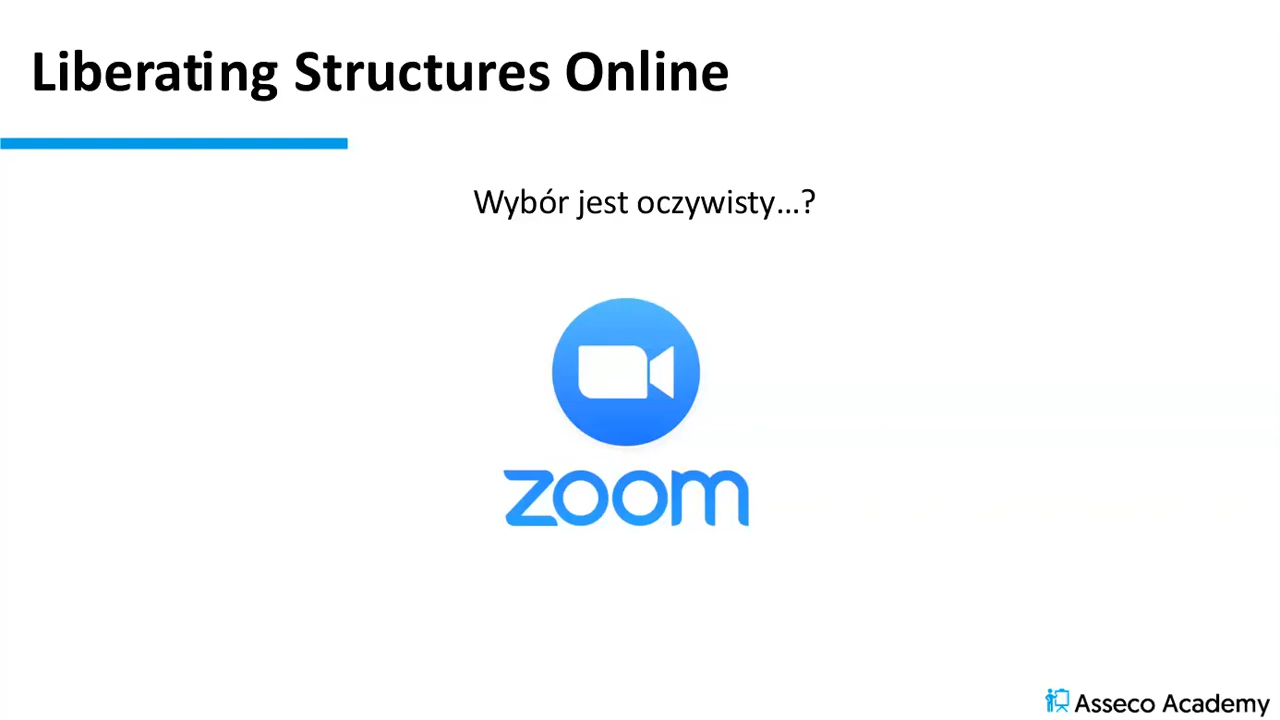 Liberating Structures Online
Wybór jest oczywisty...?
zoom
Asseco Academy